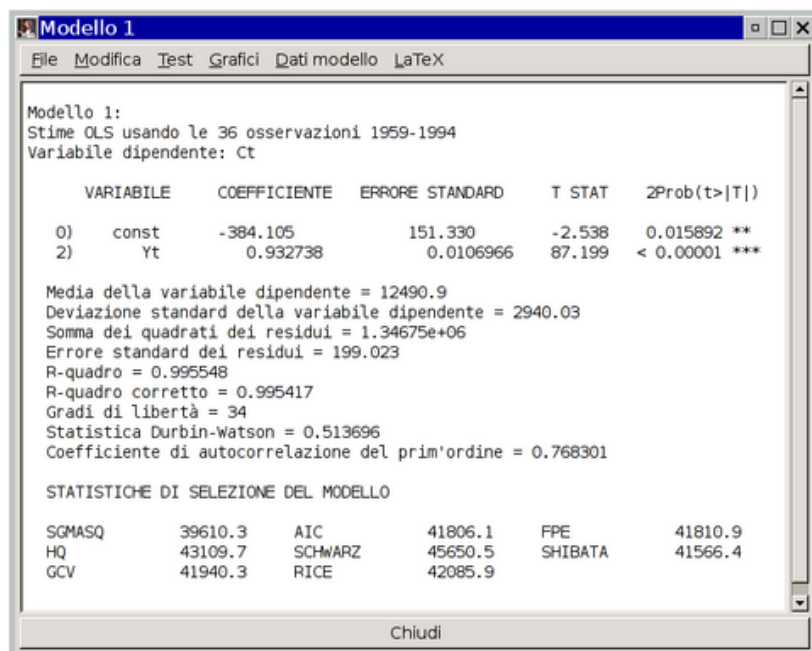 Modello 1
File Modifica Test Grafici Dati modello LaTeX
Modello 1:
Stime OLS usando le 36 osservazioni 1959-1994
Variabile dipendente: Ct
VARIABILE COEFFICIENTE ERRORE STANDARD T STAT 2Prob(t>|T|)
0) const -384.105 151.330 -2.538 0.015892 **
2) Yt 0.932738 0.0106966 87.199 < 0.00001 ***
Media della variabile dipendente = 12490.9
Deviazione standard della variabile dipendente = 2940.03
Somma dei quadrati dei residui = 1.34675e+06
Errore standard dei residui = 199.023
R-quadro = 0.995548
R-quadro corretto = 0.995417
Gradi di libertà = 34
Statistica Durbin-Watson = 0.513696
Coefficiente di autocorrelazione del prim'ordine = 0.768301
STATISTICHE DI SELEZIONE DEL MODELLO
SGMASQ 39610.3 AIC 41806.1 FPE 41810.9
HQ 43109.7 SCHWARZ 45650.5 SHIBATA 41566.4
GCV 41940.3 RICE 42085.9
Chiudi